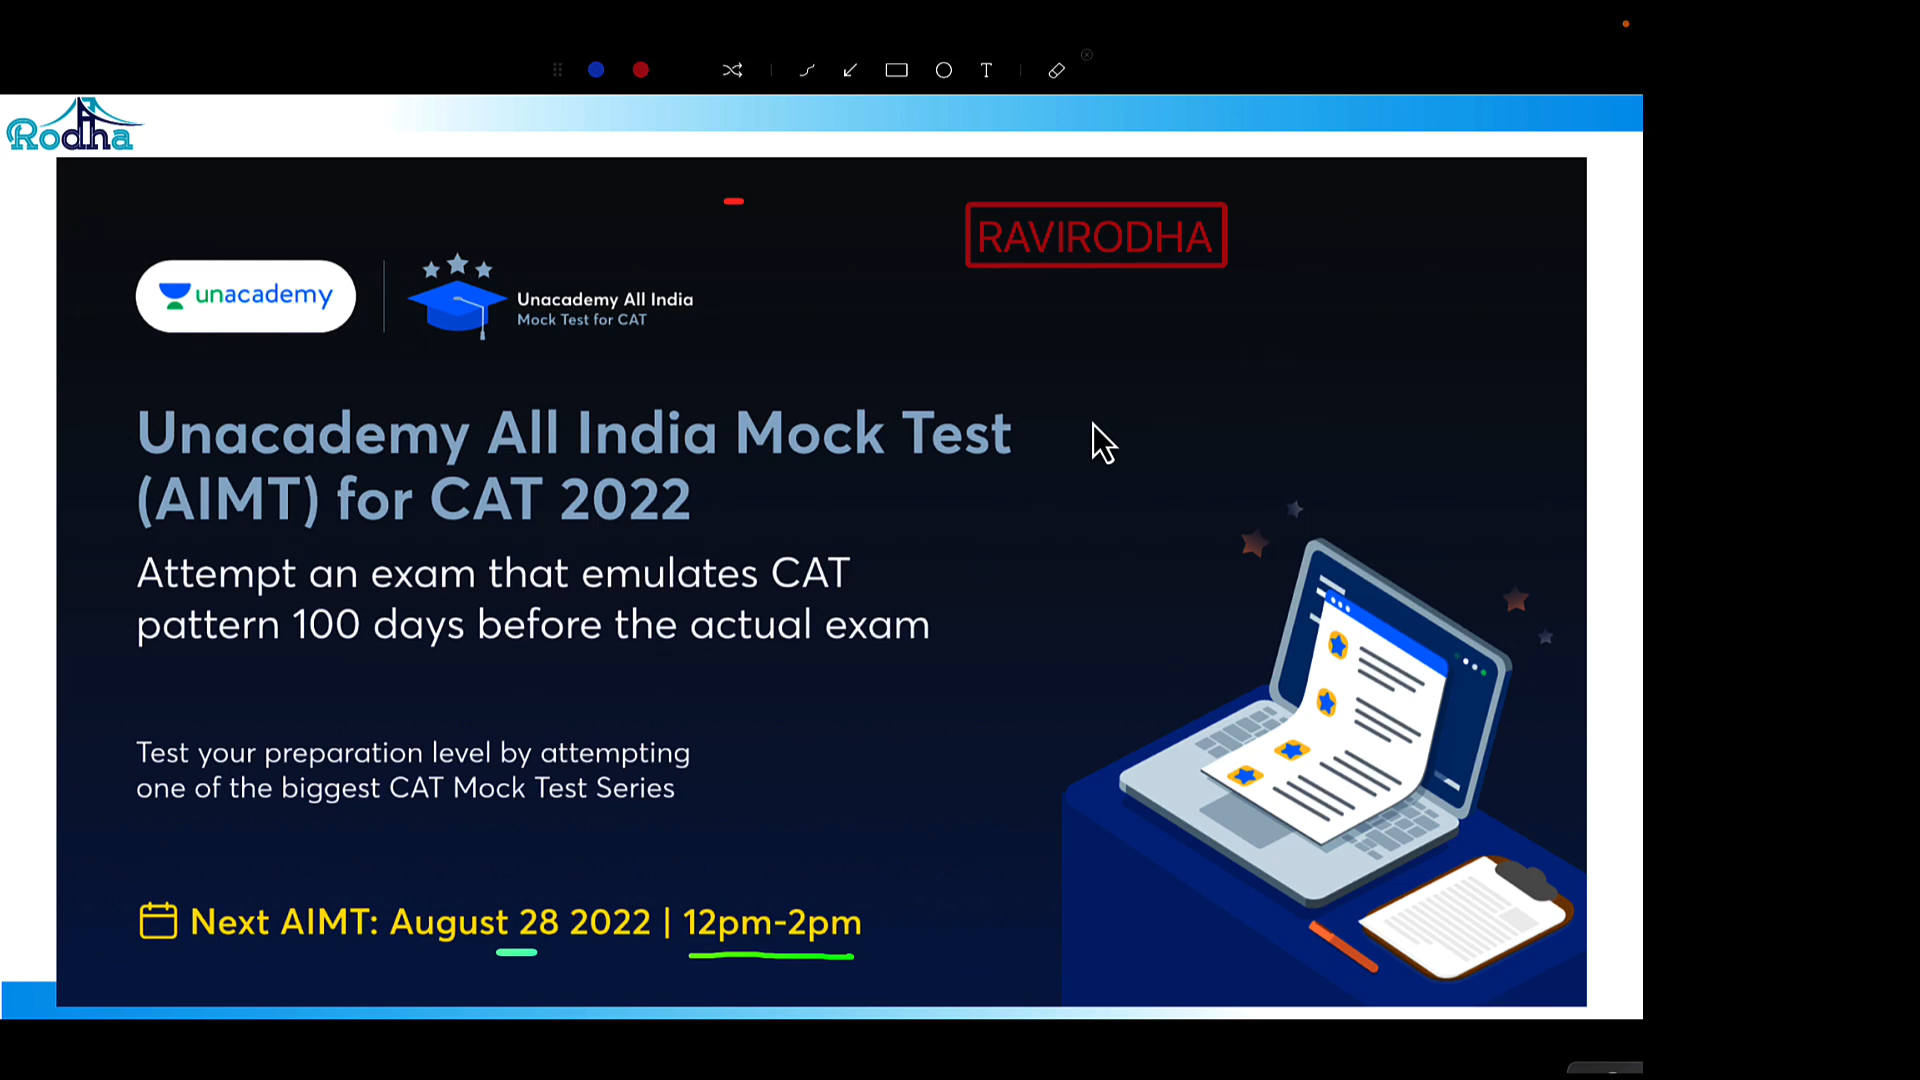 T
Rodha
RAVIRODHA
unacademy
Unacademy All India
Mock Test for CAT
Unacademy All India Mock Test
(AIMT) for CAT 2022
Attempt an exam that emulates CAT
pattern 100 days before the actual exam
Test your preparation level by attempting
one of the biggest CAT Mock Test Series
Next AIMT: August 28 2022 | 12pm-2pm